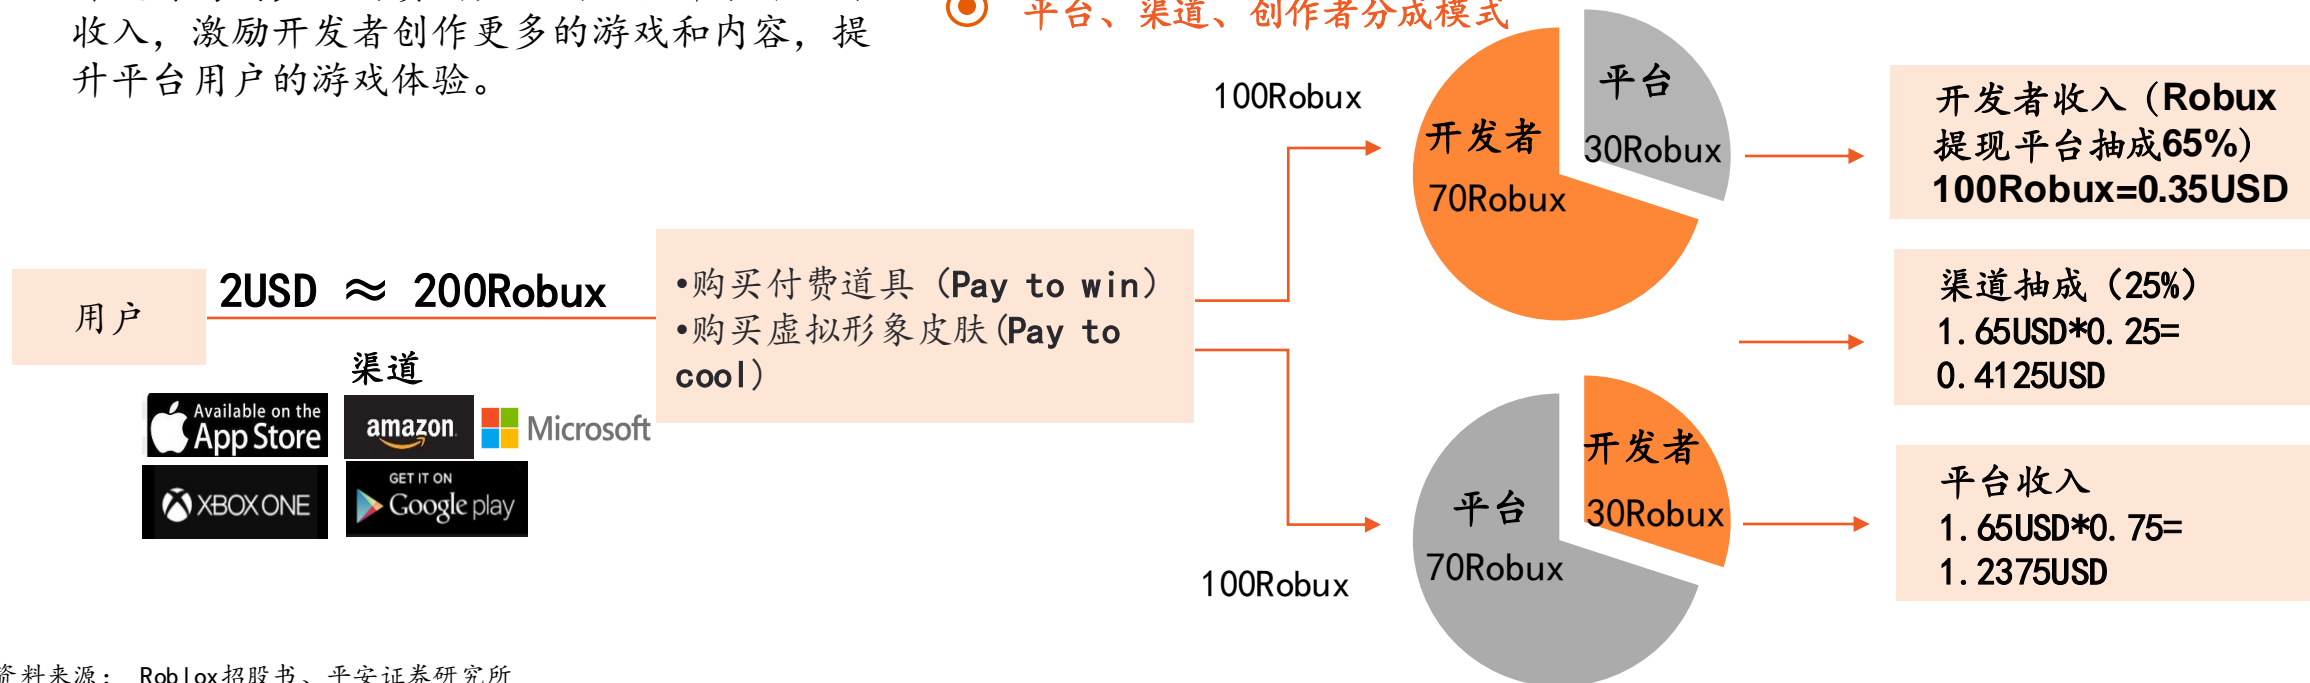 收入，激励开发者创作更多的游戏和内容，提
升平台用户的游戏体验。
平台、渠道、创作者分成模式
用户
2USD ≈ 200Robux
渠道
Available on the
App Store
amazon
Microsoft
XBOX ONE
GET IT ON
Google play
•购买付费道具（Pay to win）
•购买虚拟形象皮肤(Pay to
cool)
100Robux
开发者
70Robux
平台
30Robux
100Robux
平台
70Robux
开发者
30Robux
开发者收入（Robux
提现平台抽成65%）
100Robux=0.35USD
渠道抽成（25%）
1.65USD*0.25=
0.4125USD
平台收入
1.65USD*0.75=
1.2375USD
资料来源： Roblox招股书、平安证券研究所